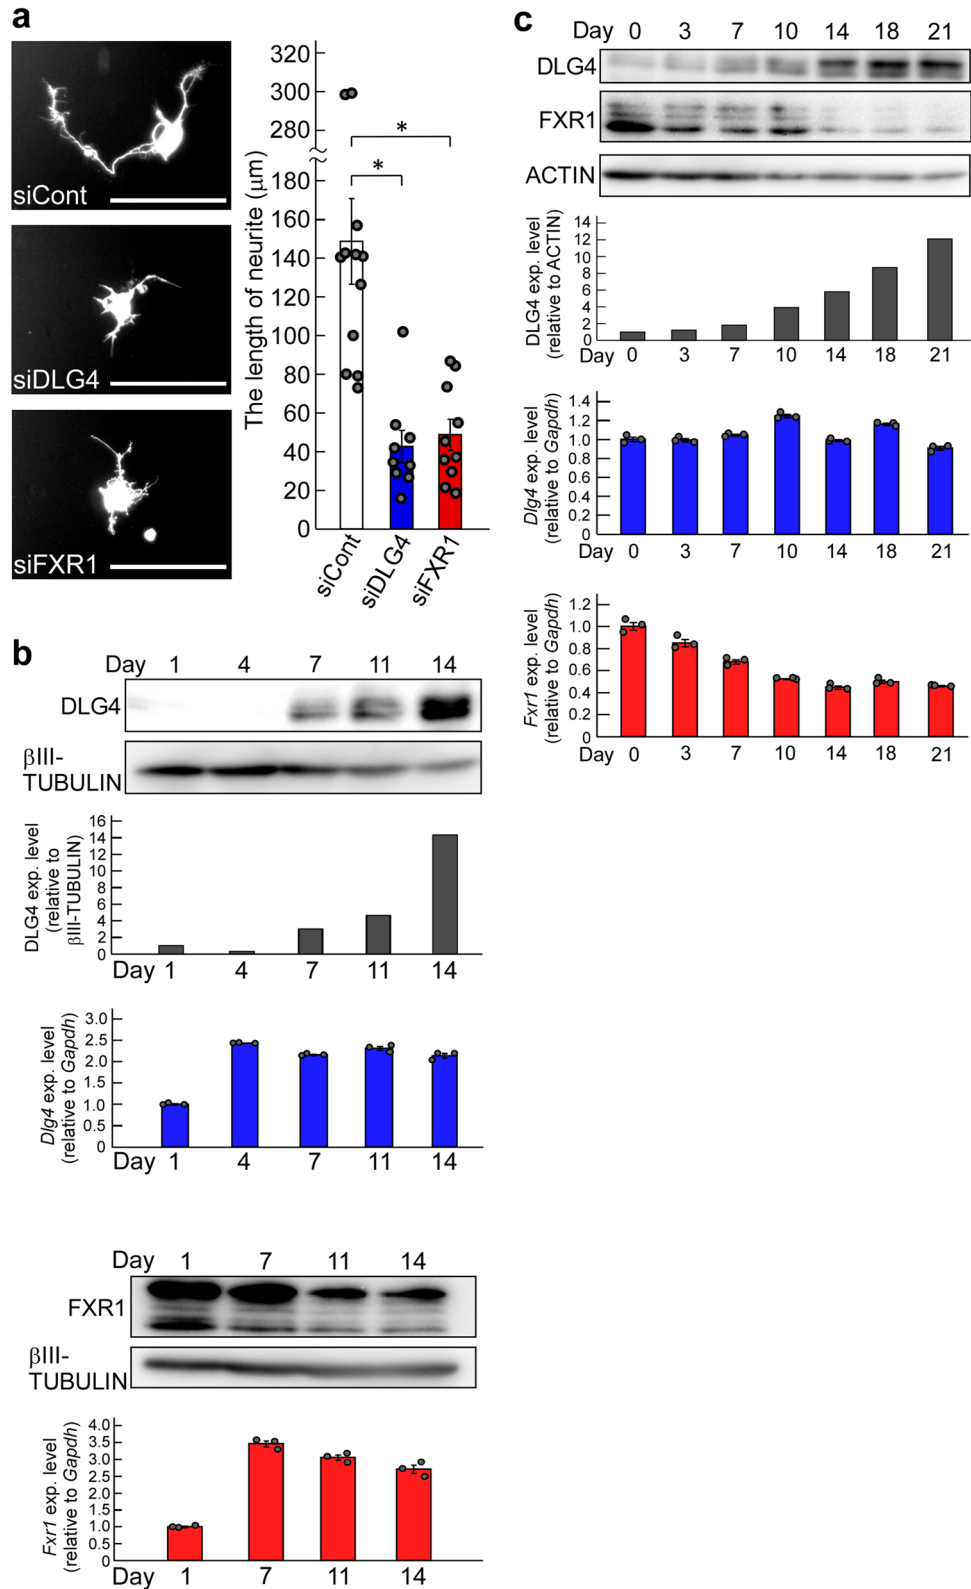 a
siCont
siDLG4
siFXR1
The length of neurite (μm)
320
300
280
180
160
140
120
100
80
60
40
20
0
*
*
siCont
siDLG4
siFXR1
b
Day 1 4 7 11 14
DLG4
βIII-
TUBULIN
DLG4 exp. level
(relative to
βIII-TUBULIN)
16
14
12
10
8
6
4
2
0
Day 1 4 7 11 14
Dlg4 exp. level
(relative to Gapdh)
3.0
2.5
2.0
1.5
1.0
0.5
0
Day 1 4 7 11 14
Day 1 7 11 14
FXR1
βIII-
TUBULIN
Fxr1 exp. level
(relative to Gapdh)
4.0
3.5
3.0
2.5
2.0
1.5
1.0
0.5
0
Day 1 7 11 14
c
Day 0 3 7 10 14 18 21
DLG4
FXR1
ACTIN
DLG4 exp. level
(relative to ACTIN)
14
12
10
8
6
4
2
0
Day 0 3 7 10 14 18 21
Dlg4 exp. level
(relative to Gapdh)
1.4
1.2
1.0
0.8
0.6
0.4
0.2
0
Day 0 3 7 10 14 18 21
Fxr1 exp. level
(relative to Gapdh)
1.2
1.0
0.8
0.6
0.4
0.2
0
Day 0 3 7 10 14 18 21